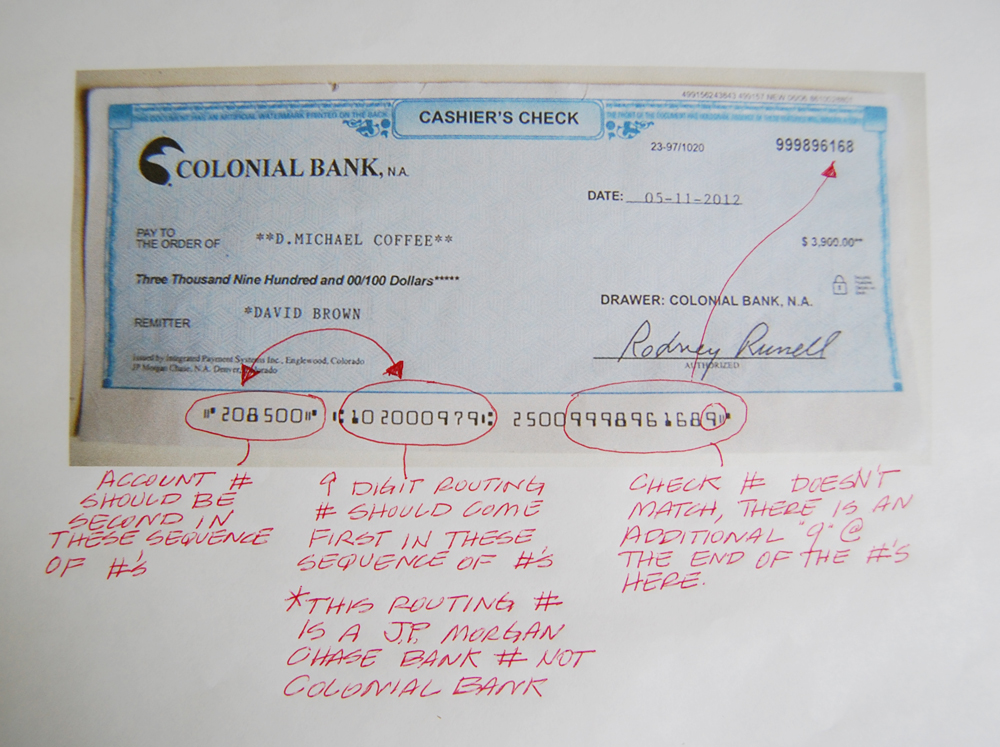 CASHIER'S CHECK
COLONIAL BANK, N.A.
23-97/1020
999896168
DATE: 05-11-2012
PAY TO
THE ORDER OF
**D.MICHAEL COFFEE**
$ 3,900.00**
Three Thousand Nine Hundred and 00/100 Dollars*****
DRAWER: COLONIAL BANK, N.A.
*DAVID BROWN
REMITTER
Rodney Runell
AUTHORIZED
Issued by Integrated Payment Systems Inc., Englewood, Colorado
JP Morgan Chase, N.A. Denver, Colorado
⑈208500⑈ ⑆102000979⑆ 25009998961689⑈
ACCOUNT #
SHOULD BE
SECOND IN
THESE SEQUENCE
OF #'S
9 DIGIT ROUTING
# SHOULD COME
FIRST IN THESE
SEQUENCE OF #'S
*THIS ROUTING #
IS A J.P. MORGAN
CHASE BANK # NOT
COLONIAL BANK
CHECK # DOESN'T
MATCH, THERE IS AN
ADDITIONAL "9" @
THE END OF THE #'S
HERE.